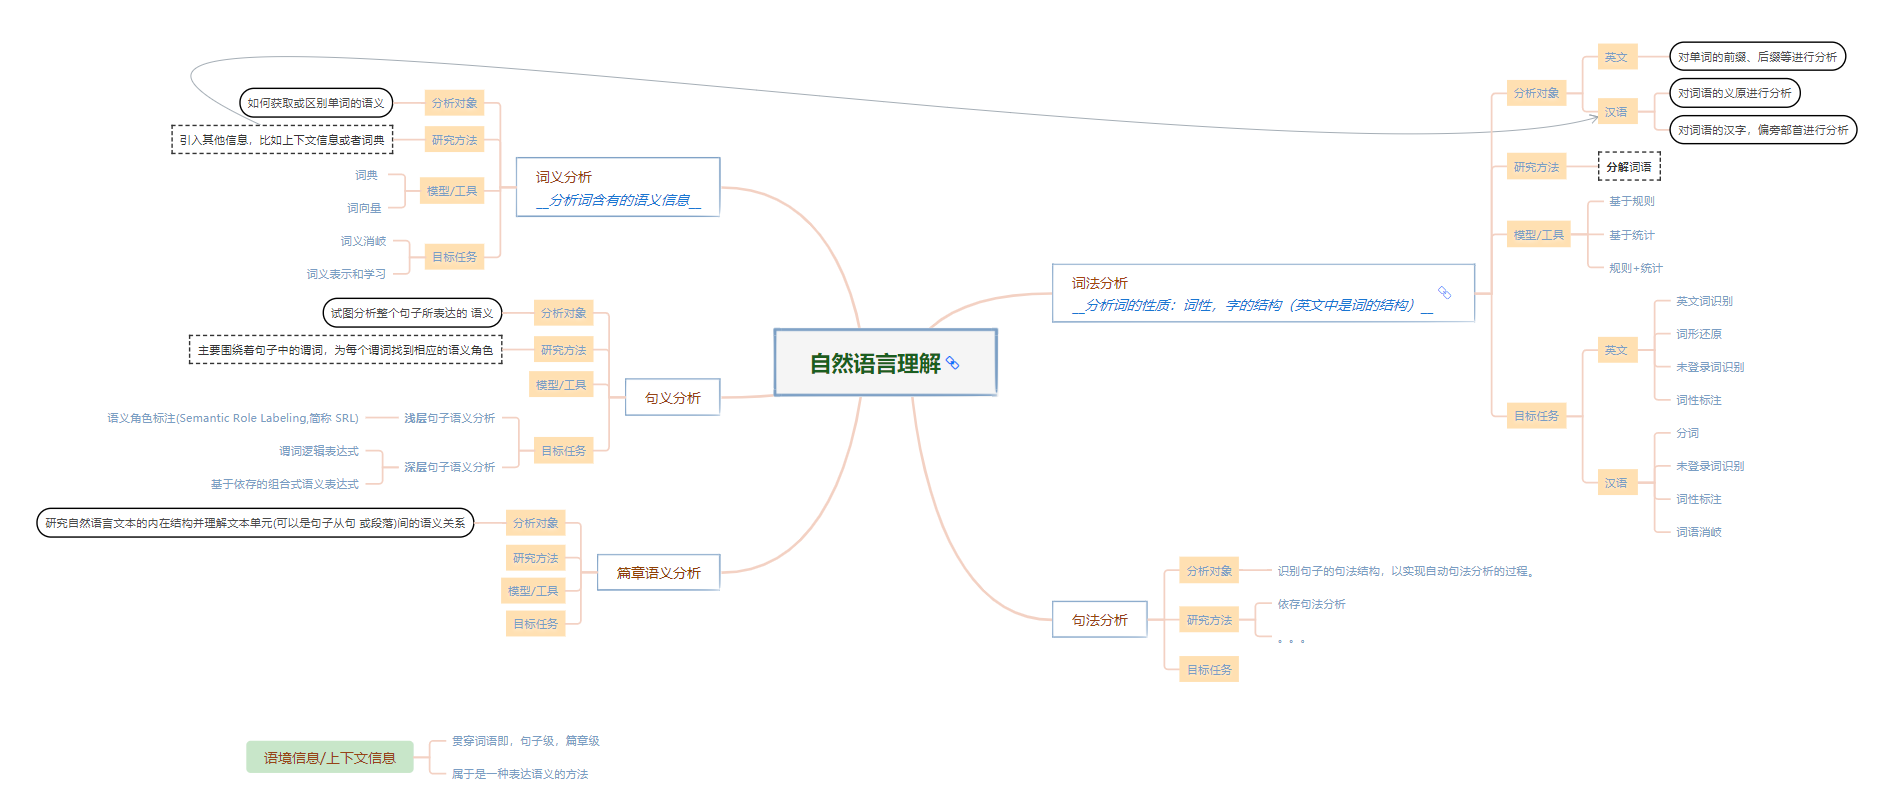 自然语言理解
词法分析
__分析词的性质：词性，字的结构（英文中是词的结构）__
分析对象
英文
对单词的前缀、后缀等进行分析
汉语
对词语的义原进行分析
对词语的汉字，偏旁部首进行分析
研究方法
分解词语
模型/工具
基于规则
基于统计
规则+统计
目标任务
英文
英文词识别
词形还原
未登录词识别
词性标注
汉语
分词
未登录词识别
词性标注
词语消岐
句法分析
分析对象
识别句子的句法结构，以实现自动句法分析的过程。
研究方法
依存句法分析
。。。
目标任务
词义分析
__分析词含有的语义信息__
分析对象
如何获取或区别单词的语义
研究方法
引入其他信息，比如上下文信息或者词典
模型/工具
词典
词向量
目标任务
词义消岐
词义表示和学习
句义分析
分析对象
试图分析整个句子所表达的 语义
研究方法
主要围绕着句子中的谓词，为每个谓词找到相应的语义角色
模型/工具
目标任务
浅层句子语义分析
语义角色标注(Semantic Role Labeling,简称 SRL)
深层句子语义分析
谓词逻辑表达式
基于依存的组合式语义表达式
篇章语义分析
分析对象
研究自然语言文本的内在结构并理解文本单元(可以是句子从句 或段落)间的语义关系
研究方法
模型/工具
目标任务
语境信息/上下文信息
贯穿词语即，句子级，篇章级
属于是一种表达语义的方法